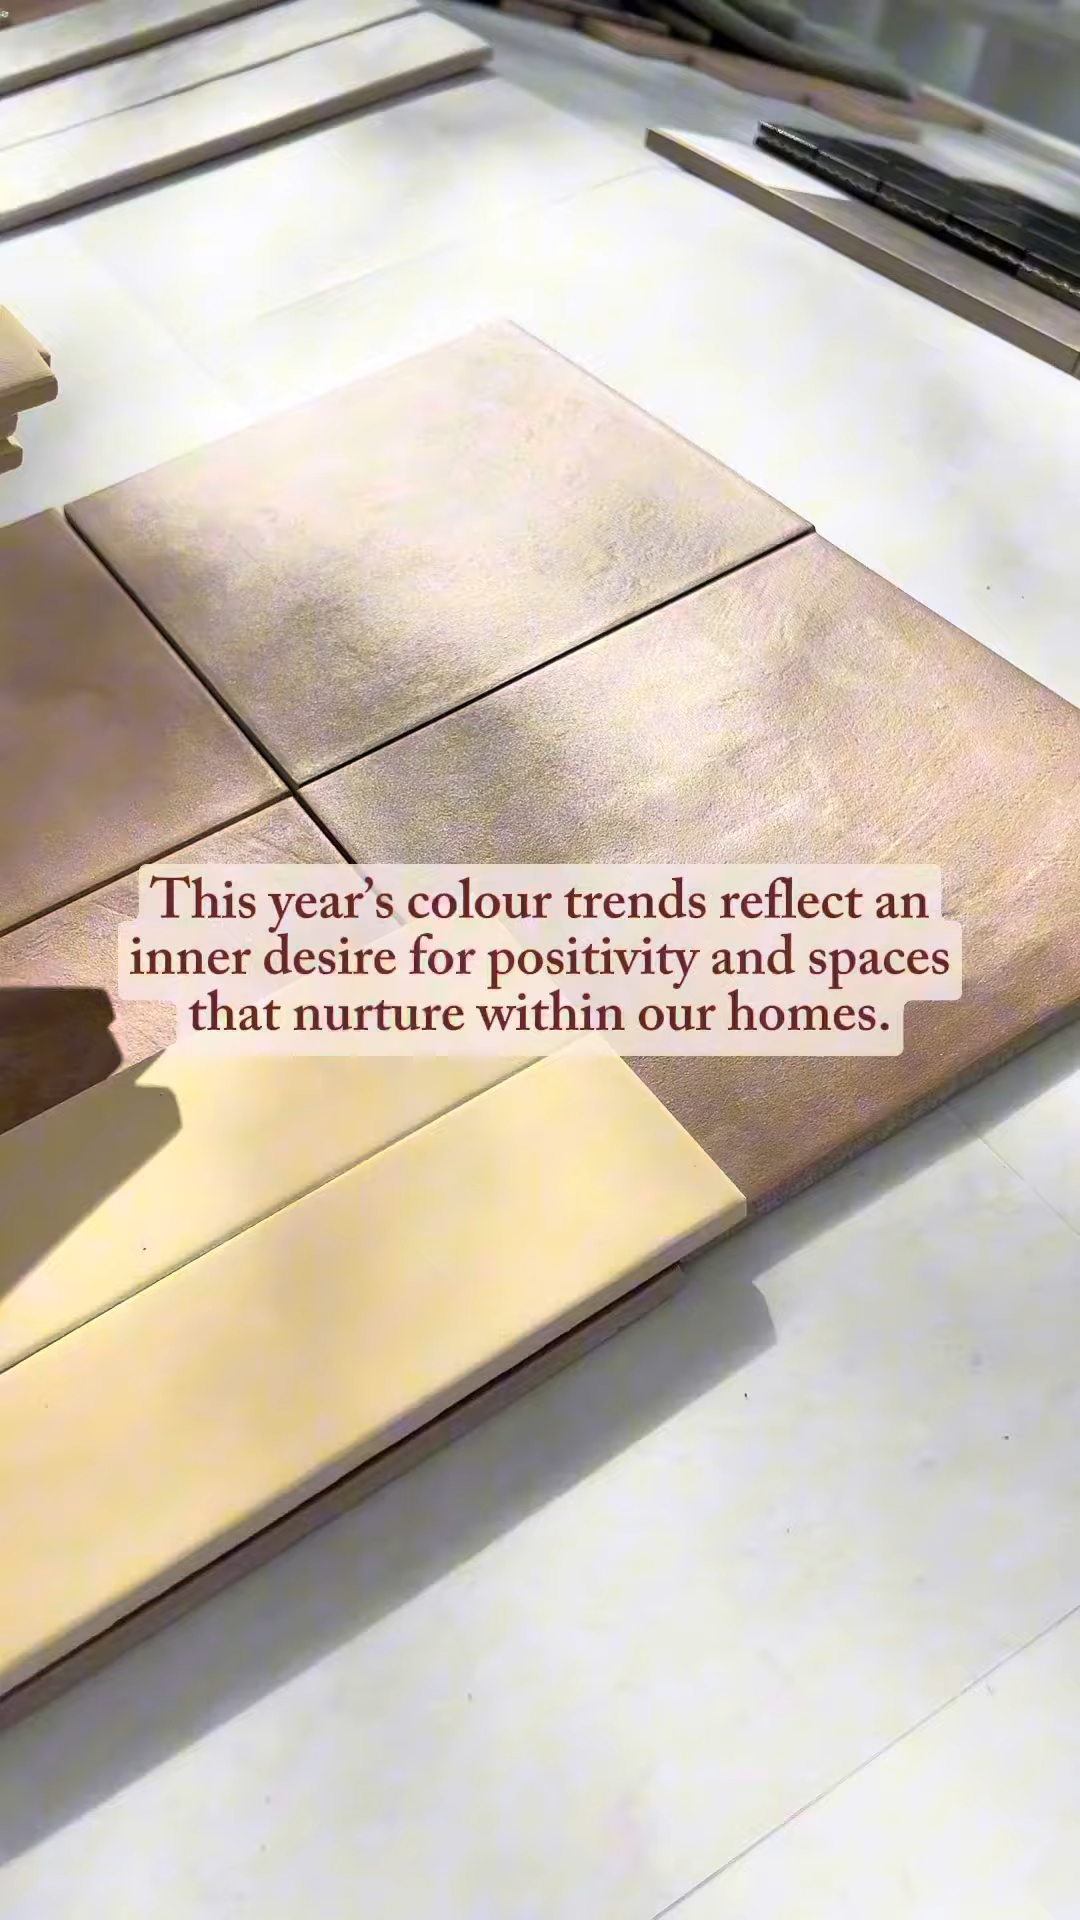 This year’s colour trends reflect an
inner desire for positivity and spaces
that nurture within our homes.